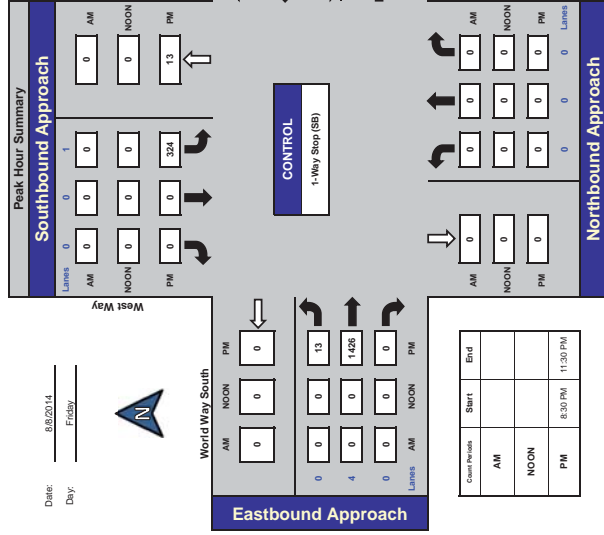 Peak Hour Summary
Southbound Approach
Lanes 0 0 1
AM 0 0 0 0 AM
NOON 0 0 0 0 NOON
PM 0 0 324 13 PM
West Way
Date: 8/8/2014
Day: Friday
N
World Way South
AM NOON PM
0 0 0
0 0 0 13
4 0 0 1426
0 0 0 0
Lanes AM NOON PM
Eastbound Approach
CONTROL
1-Way Stop (SB)
AM 0 0 0 0 AM
NOON 0 0 0 0 NOON
PM 0 0 0 0 PM
0 0 0 Lanes
Northbound Approach
Count Periods Start End
AM
NOON
PM 8:30 PM 11:30 PM